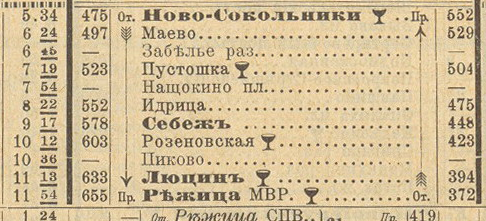 5.34 475 От. Ново-Сокольники Пр. 552
6 24 497 Маево 529
6 45 — Забѣлье раз. —
7 19 523 Пустошка 504
7 54 — Нащокино пл. —
8 22 552 Идрица 475
9 17 578 Себежъ 448
10 12 603 Розеновская 423
10 36 — Пиково —
11 13 633 Люцинъ 394
11 54 655 Пр. Рѣжица МВР. От. 372
1 24 — От. Рѣжица СПВ. Пр. 419